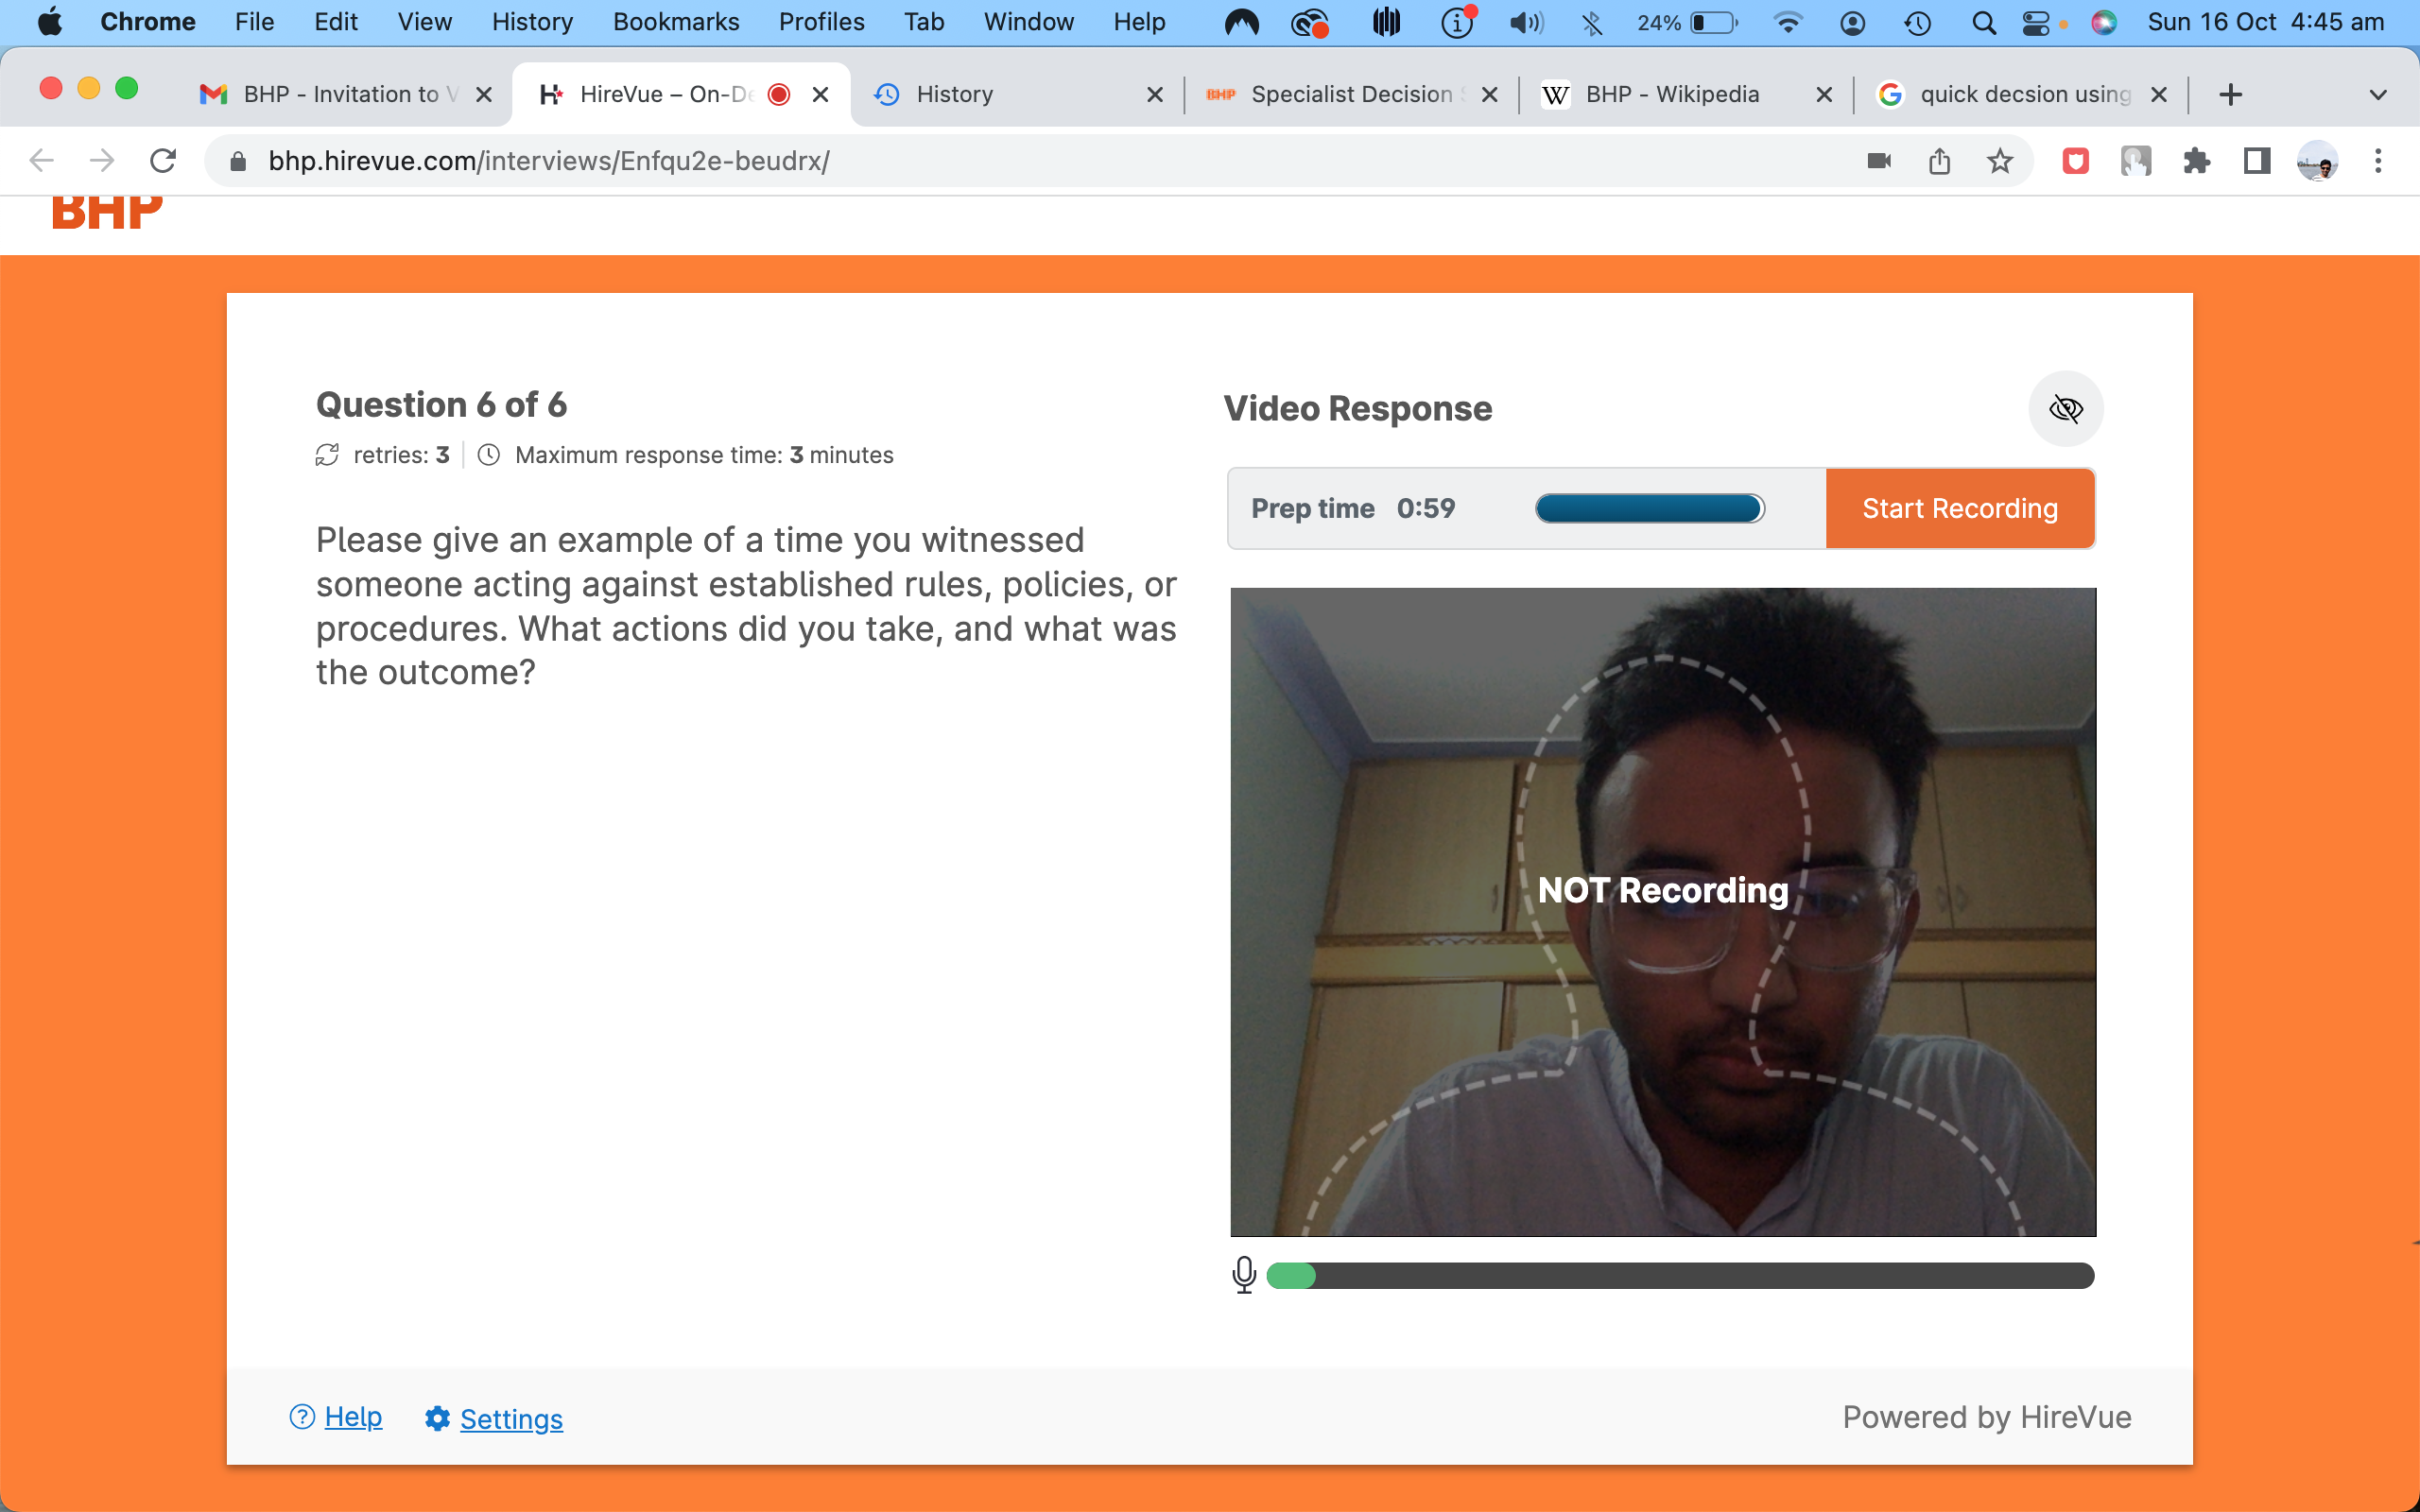 Chrome File Edit View History Bookmarks Profiles Tab Window Help 24% Sun 16 Oct 4:45 am
BHP - Invitation to HireVue – On- History BHP Specialist Decision W BHP - Wikipedia quick decsion using
bhp.hirevue.com/interviews/Enfqu2e-beudrx/
BHP
Question 6 of 6
retries: 3 Maximum response time: 3 minutes
Please give an example of a time you witnessed
someone acting against established rules, policies, or
procedures. What actions did you take, and what was
the outcome?
Video Response
Prep time 0:59 Start Recording
NOT Recording
Help Settings Powered by HireVue